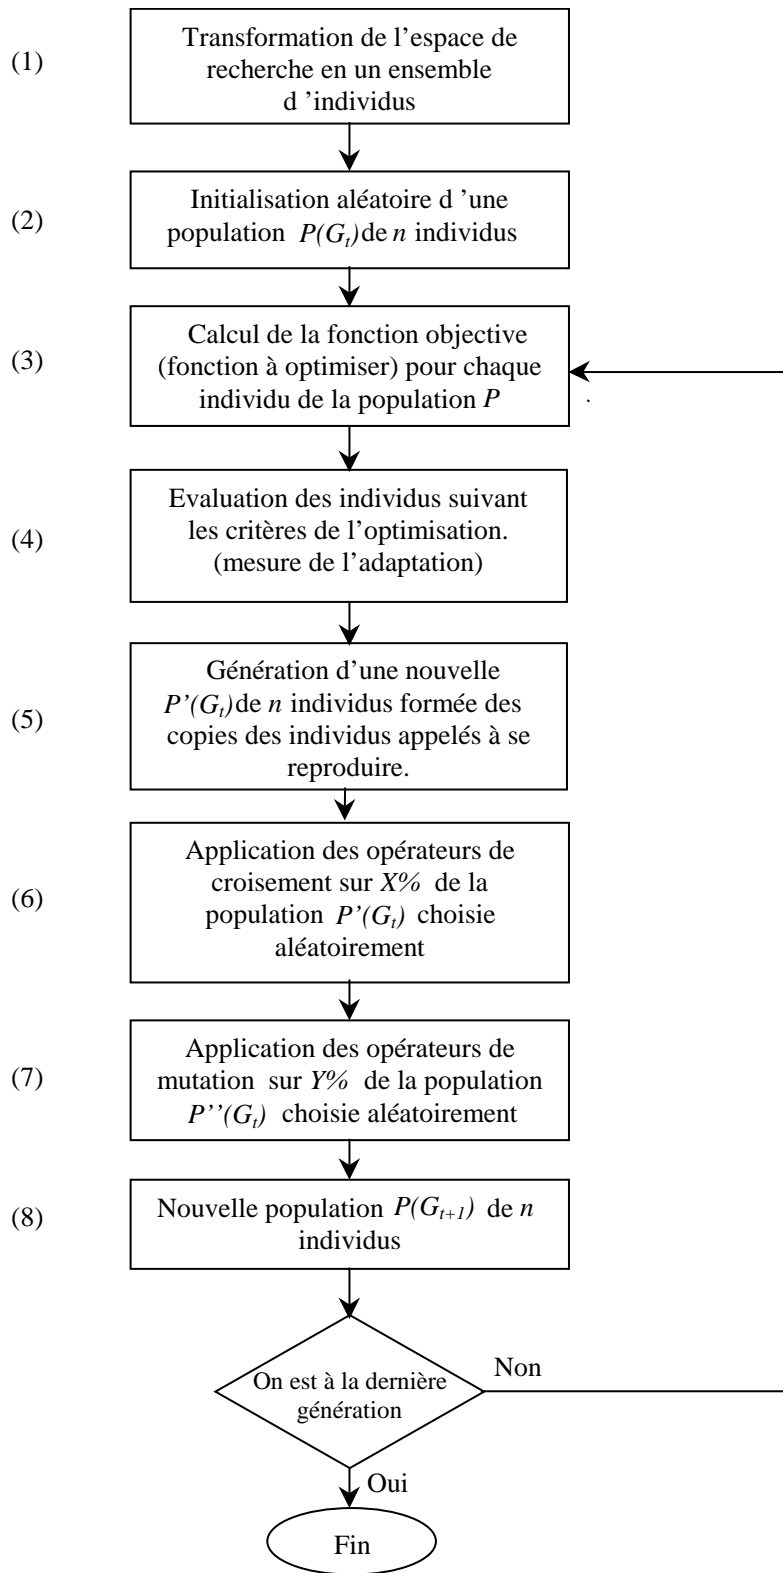 (1)
Transformation de l’espace de
recherche en un ensemble
d ’individus
(2)
Initialisation aléatoire d ’une
population P(Gt) de n individus
(3)
Calcul de la fonction objective
(fonction à optimiser) pour chaque
individu de la population P
.
(4)
Evaluation des individus suivant
les critères de l’optimisation.
(mesure de l’adaptation)
(5)
Génération d’une nouvelle
P’(Gt) de n individus formée des
copies des individus appelés à se
reproduire.
(6)
Application des opérateurs de
croisement sur X% de la
population P’(Gt) choisie
aléatoirement
(7)
Application des opérateurs de
mutation sur Y% de la population
P’’(Gt) choisie aléatoirement
(8)
Nouvelle population P(Gt+1) de n
individus
On est à la dernière
génération
Non
Oui
Fin